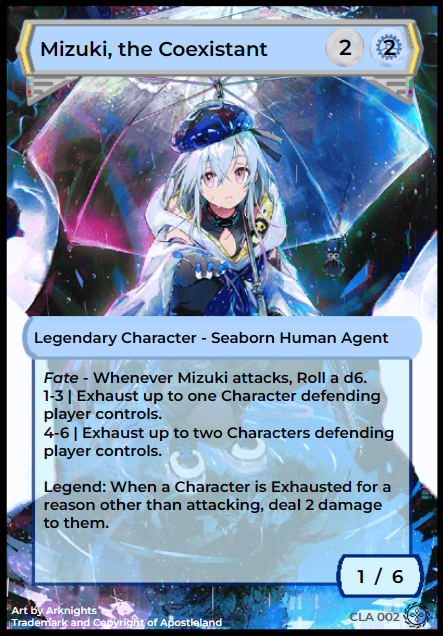 Mizuki, the Coexistant 2 2
Legendary Character - Seaborn Human Agent
Fate - Whenever Mizuki attacks, Roll a d6.
1-3 | Exhaust up to one Character defending
player controls.
4-6 | Exhaust up to two Characters defending
player controls.
Legend: When a Character is Exhausted for a
reason other than attacking, deal 2 damage
to them.
1 / 6
Art by Arknights
Trademark and Copyright of Apostleland
CLA 002